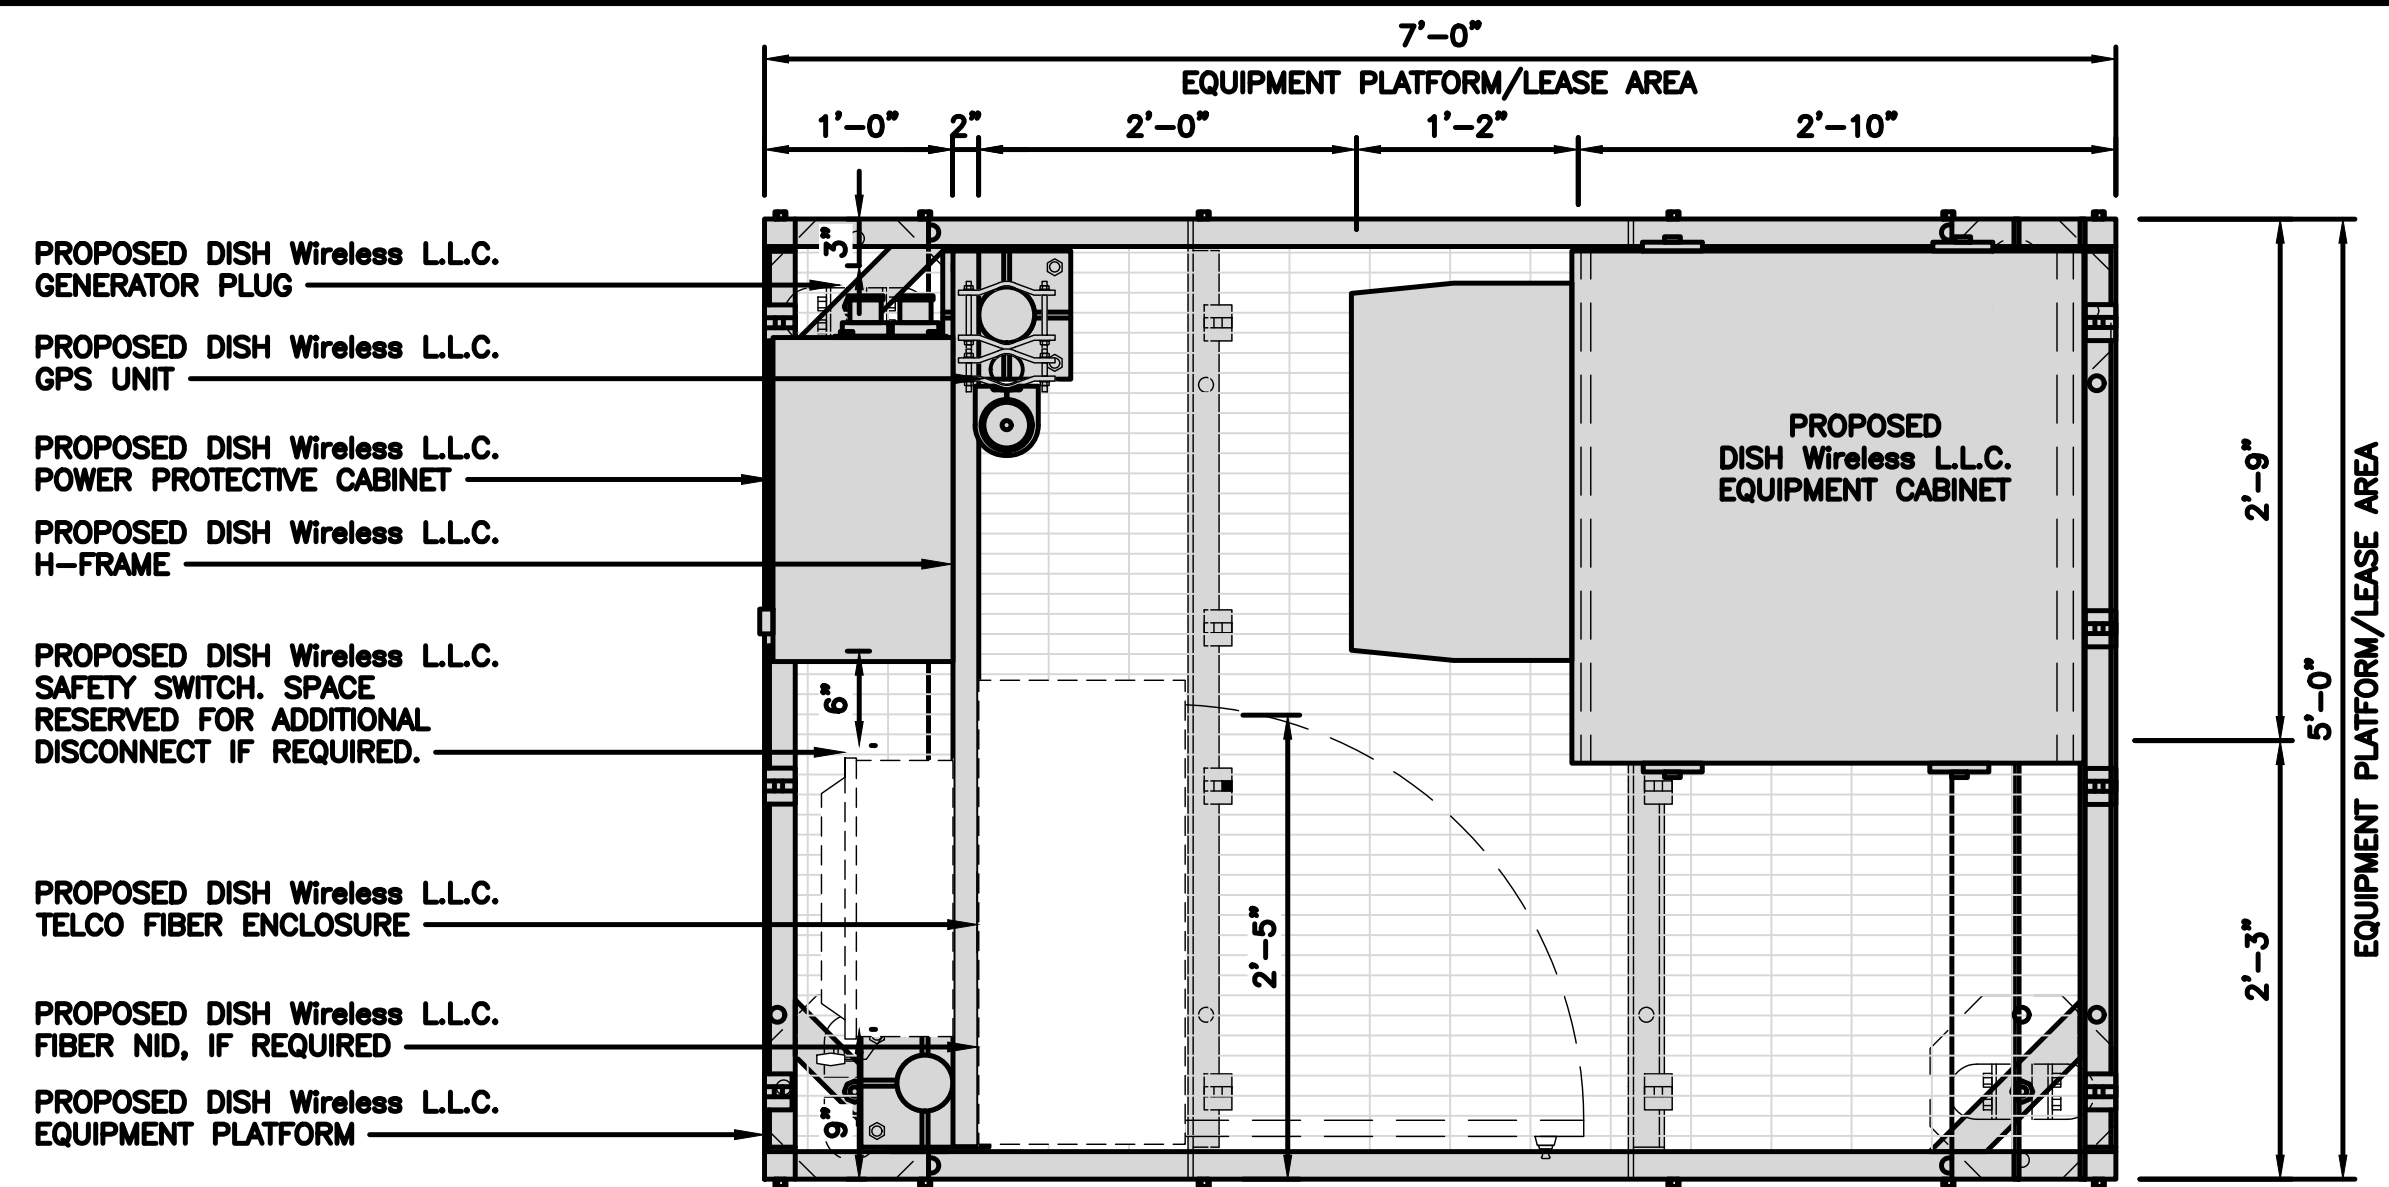 7'-0"
EQUIPMENT PLATFORM/LEASE AREA
1'-0" 2" 2'-0" 1'-2" 2'-10"
3"
PROPOSED DISH Wireless L.L.C.
GENERATOR PLUG
PROPOSED DISH Wireless L.L.C.
GPS UNIT
PROPOSED DISH Wireless L.L.C.
POWER PROTECTIVE CABINET
PROPOSED DISH Wireless L.L.C.
H-FRAME
PROPOSED DISH Wireless L.L.C.
SAFETY SWITCH. SPACE
RESERVED FOR ADDITIONAL
DISCONNECT IF REQUIRED.
PROPOSED DISH Wireless L.L.C.
TELCO FIBER ENCLOSURE
PROPOSED DISH Wireless L.L.C.
FIBER NID, IF REQUIRED
PROPOSED DISH Wireless L.L.C.
EQUIPMENT PLATFORM
6"
9"
2'-5"
PROPOSED
DISH Wireless L.L.C.
EQUIPMENT CABINET
2'-9"
2'-3"
5'-0"
EQUIPMENT PLATFORM/LEASE AREA